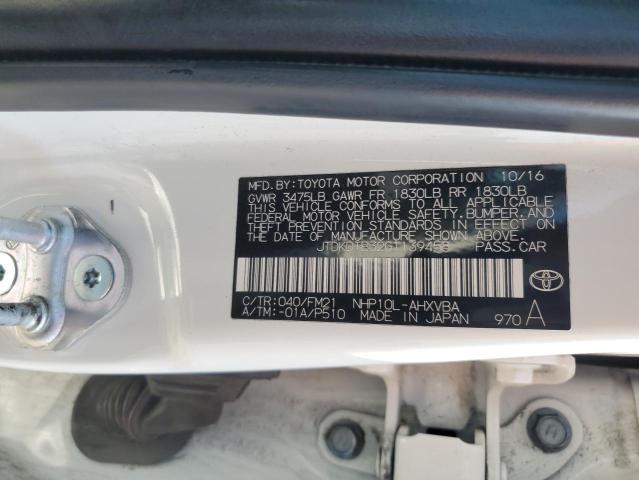 MFD.BY:TOYOTA MOTOR CORPORATION 10/16
GVWR 3475LB GAWR FR 1830LB RR 1830LB
THIS VEHICLE CONFORMS TO ALL APPLICABLE
FEDERAL MOTOR VEHICLE SAFETY, BUMPER, AND
THEFT PREVENTION STANDARDS IN EFFECT ON
THE DATE OF MANUFACTURE SHOWN ABOVE.
PASS.CAR
C/TR:040/FM21 NHP10L-AHXVBA
A/TM:-01A/P510 MADE IN JAPAN 970 A